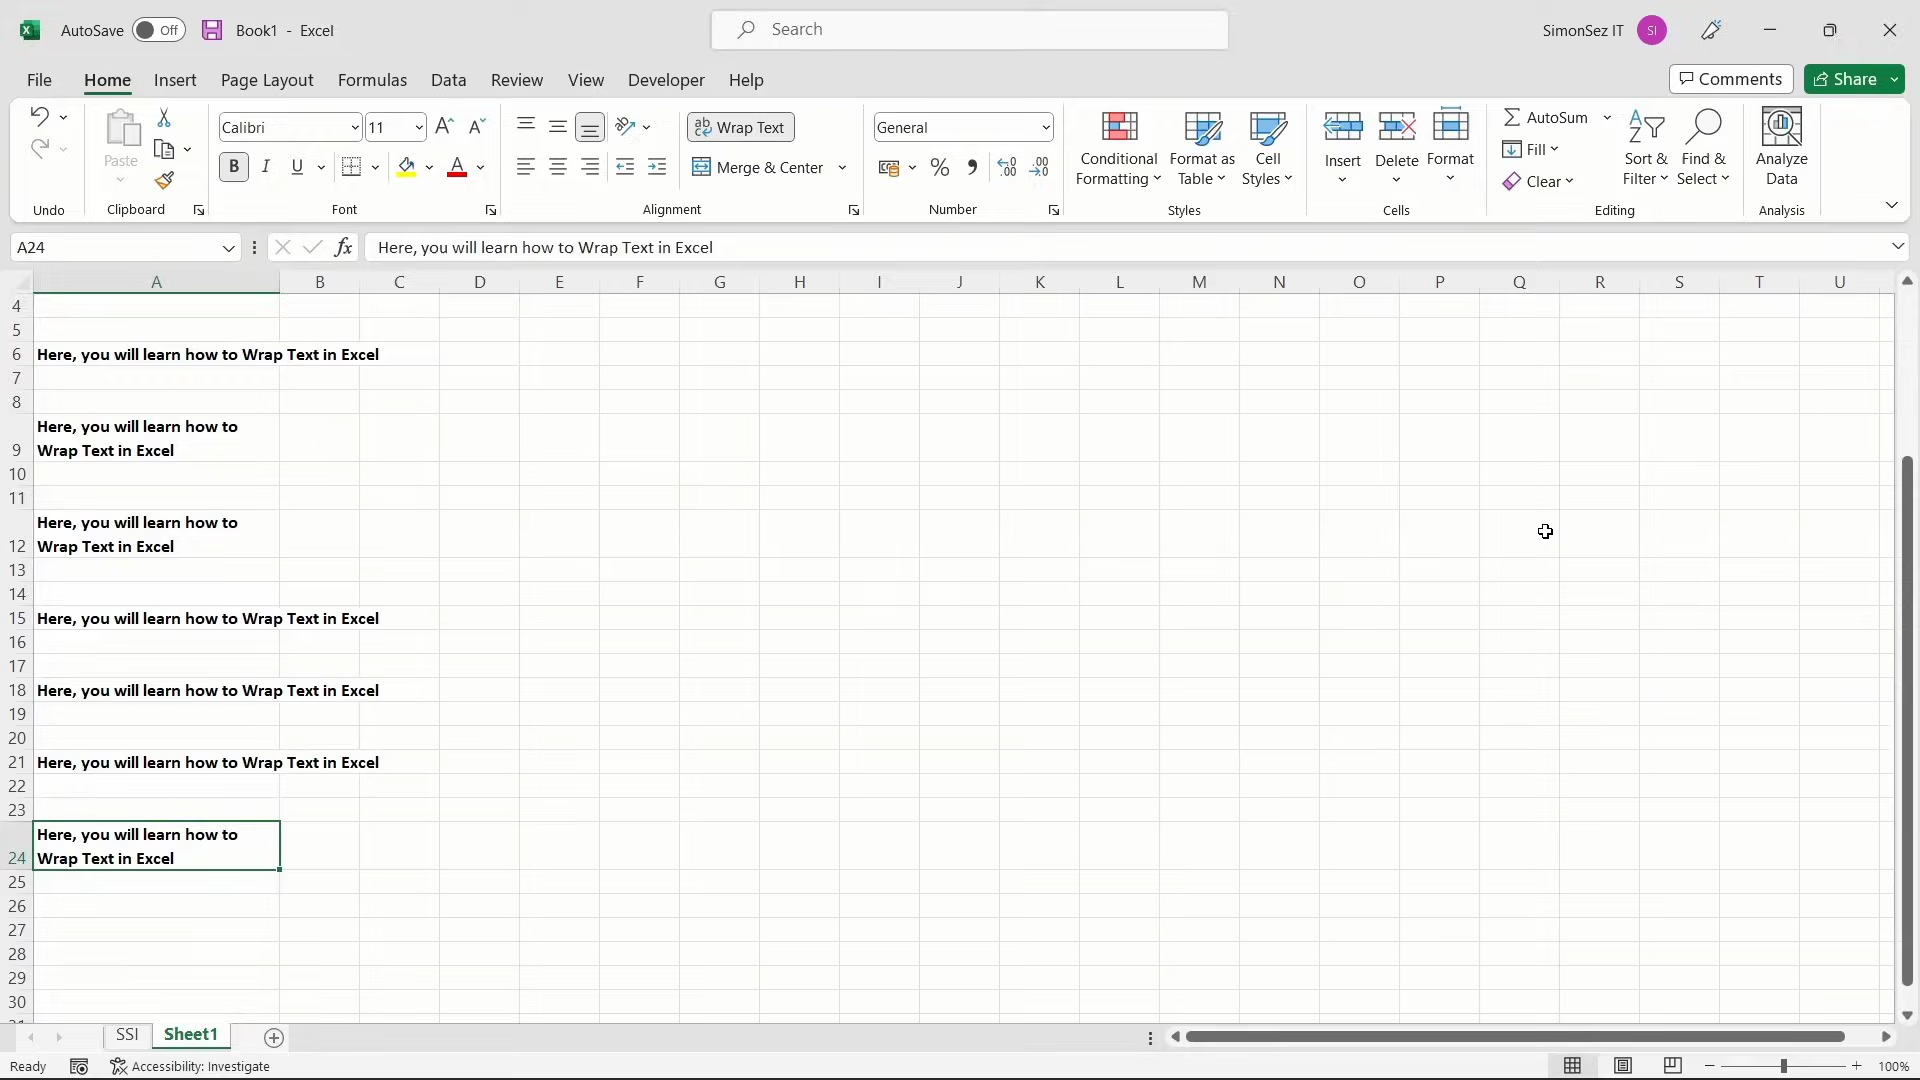 AutoSave Off Book1 - Excel Search SimonSez IT SI
File Home Insert Page Layout Formulas Data Review View Developer Help Comments Share
Calibri 11 ab Wrap Text General AutoSum
Paste Fill
B I U A Merge & Center % Conditional Formatting Format as Table Cell Styles Insert Delete Format Clear Sort & Filter Find & Select Analyze Data
Undo Clipboard Font Alignment Number Styles Cells Editing Analysis
A24 fx Here, you will learn how to Wrap Text in Excel
A B C D E F G H I J K L M N O P Q R S T U
4
5
6 Here, you will learn how to Wrap Text in Excel
7
8
Here, you will learn how to
9 Wrap Text in Excel
10
11
Here, you will learn how to
12 Wrap Text in Excel
13
14
15 Here, you will learn how to Wrap Text in Excel
16
17
18 Here, you will learn how to Wrap Text in Excel
19
20
21 Here, you will learn how to Wrap Text in Excel
22
23
Here, you will learn how to
24 Wrap Text in Excel
25
26
27
28
29
30
SSI Sheet1
Ready Accessibility: Investigate 100%